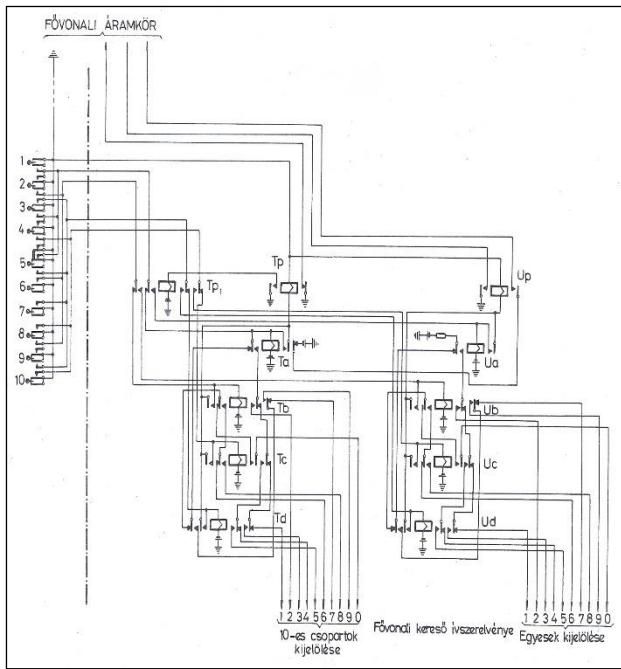 FŐVONALI ÁRAMKÖR
1
2
3
4
5
6
7
8
9
10
Tp
Up
Tp₁
Ta
Ua
Tb
Ub
Tc
Uc
Td
Ud
1 2 3 4 5 6 7 8 9 0
10-es csoportok
kijelölése
Fővonali kereső ívszerelvénye
1 2 3 4 5 6 7 8 9 0
Egyesek kijelölése